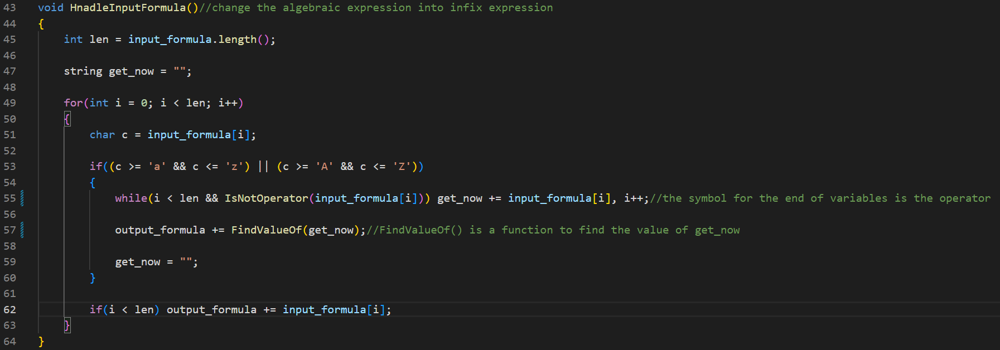 43 void HnadleInputFormula()//change the algebraic expression into infix expression
44 {
45     int len = input_formula.length();
46
47     string get_now = "";
48
49     for(int i = 0; i < len; i++)
50     {
51         char c = input_formula[i];
52
53         if((c >= 'a' && c <= 'z') || (c >= 'A' && c <= 'Z'))
54         {
55             while(i < len && IsNotOperator(input_formula[i])) get_now += input_formula[i], i++;//the symbol for the end of variables is the operator
56
57             output_formula += FindValueOf(get_now);//FindValueOf() is a function to find the value of get_now
58
59             get_now = "";
60         }
61
62         if(i < len) output_formula += input_formula[i];
63     }
64 }